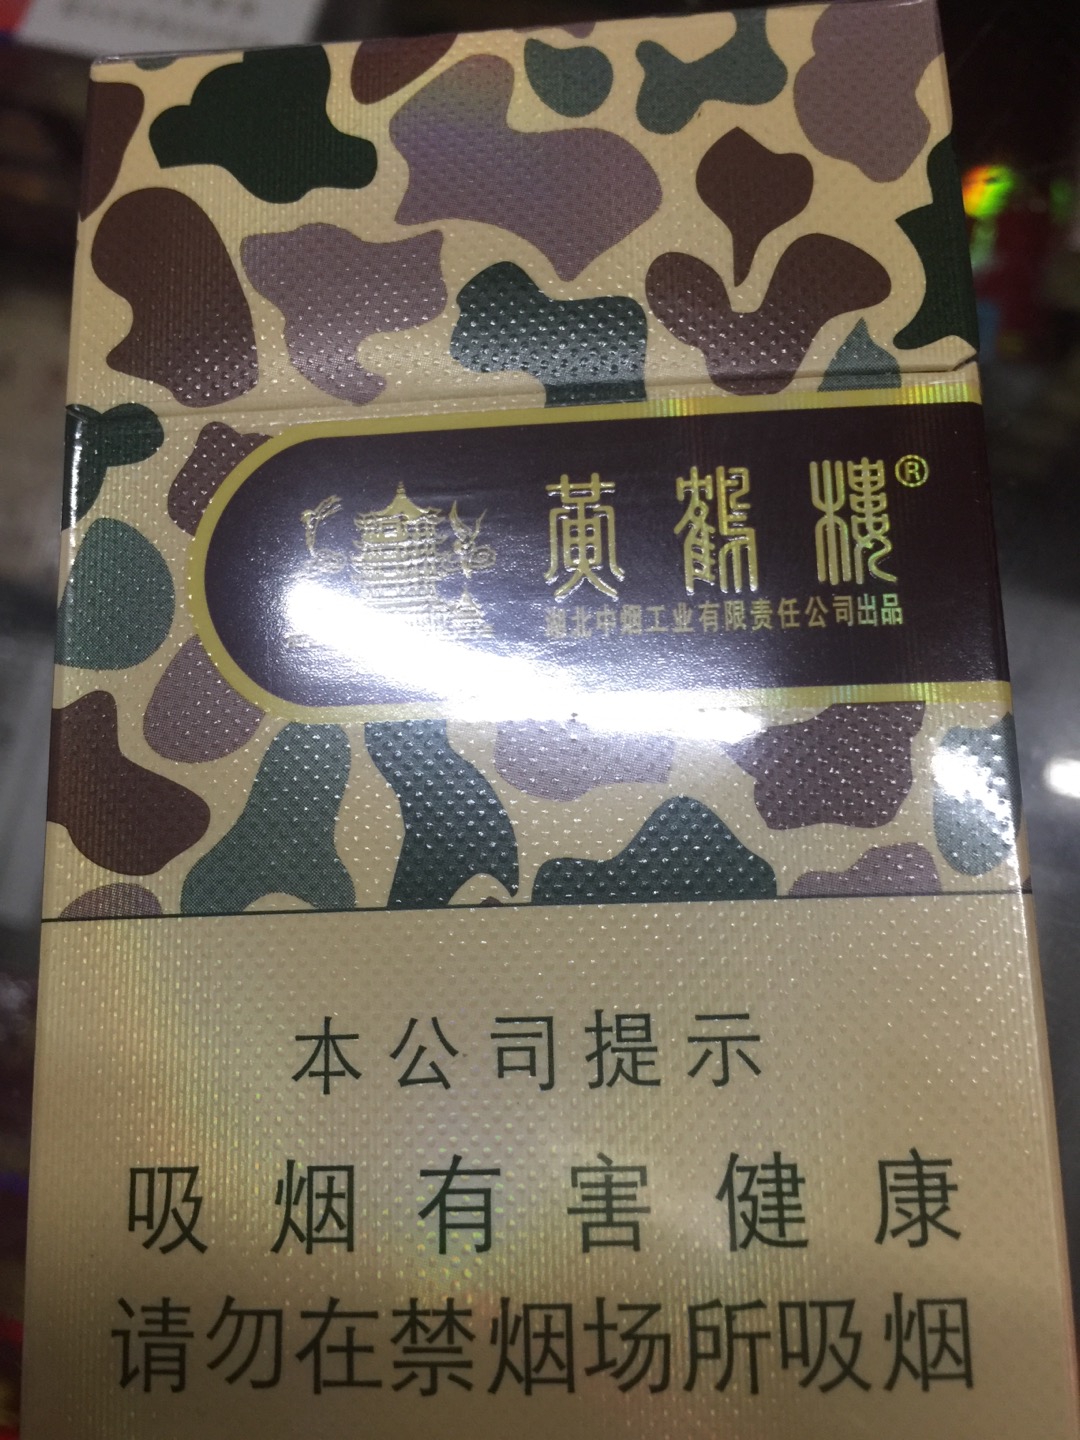 黃鶴樓®
湖北中烟工业有限责任公司出品
本公司提示
吸烟有害健康
请勿在禁烟场所吸烟